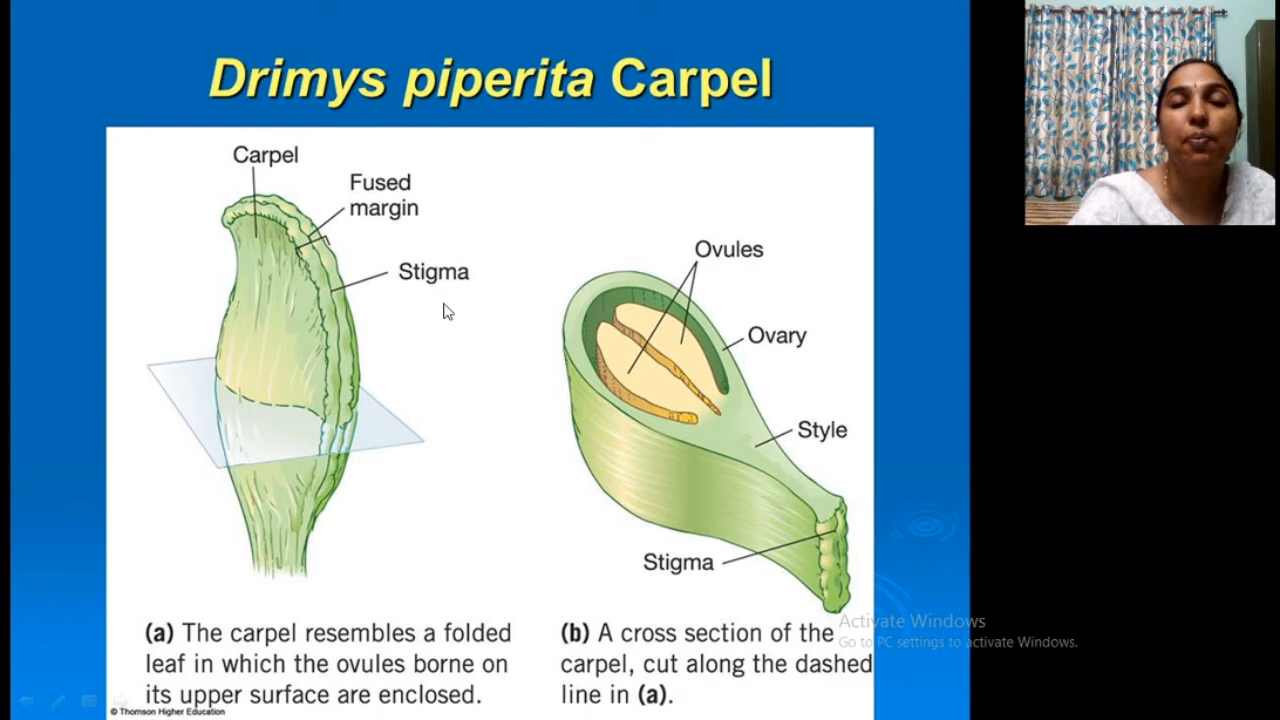 Drimys piperita Carpel
Carpel
Fused
margin
Stigma
Ovules
Ovary
Style
Stigma
(a) The carpel resembles a folded
leaf in which the ovules borne on
its upper surface are enclosed.
(b) A cross section of the
carpel, cut along the dashed
line in (a).
© Thomson Higher Education
Activate Windows
Go to PC settings to activate Windows.